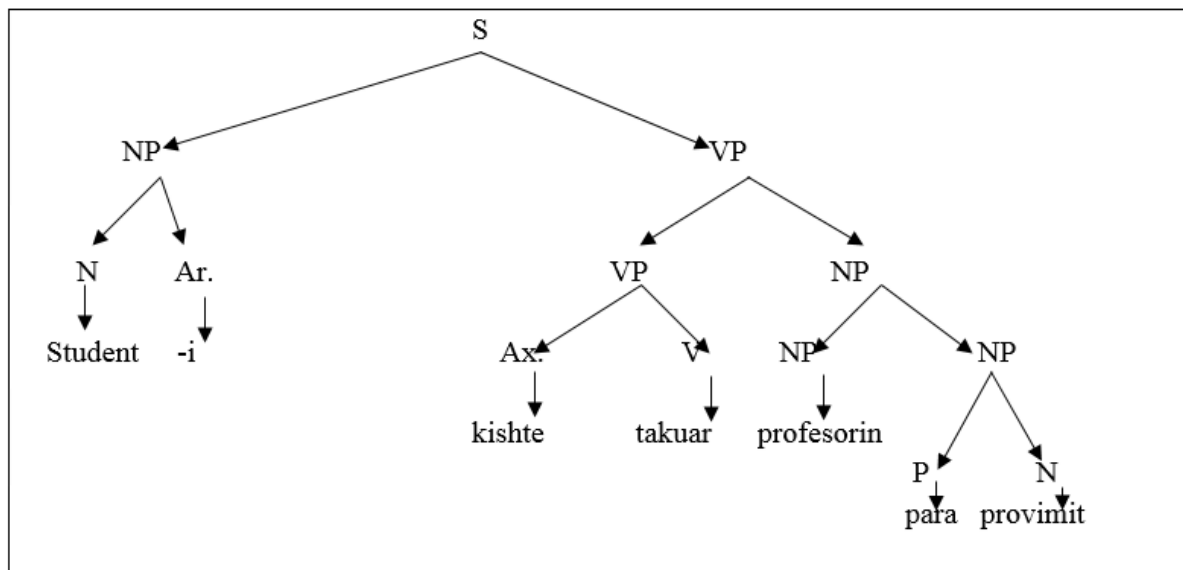 S
NP VP
N Ar. VP NP
Student -i Ax. V NP NP
kishte takuar profesorin
P N
para provimit